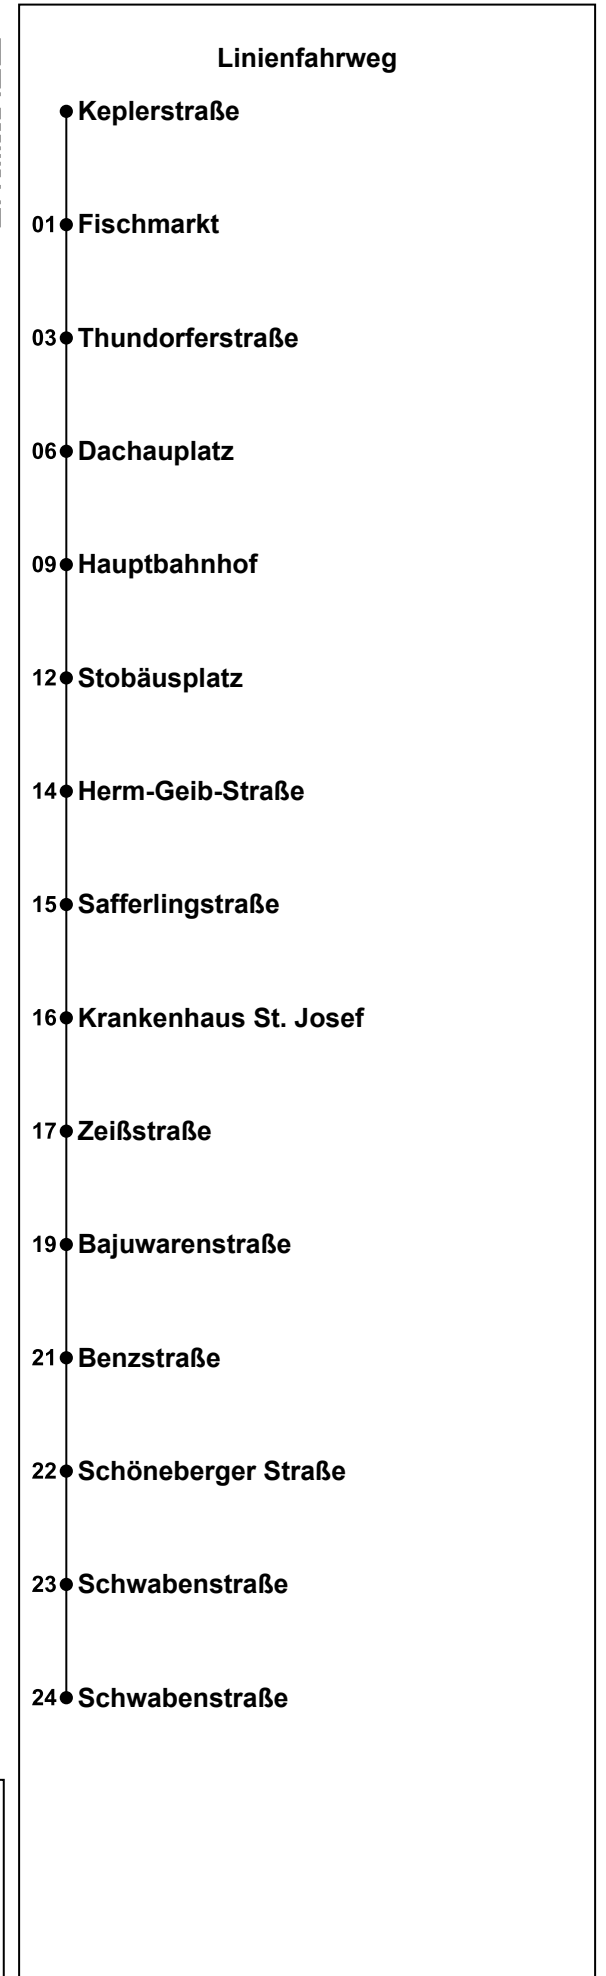 Linienfahrweg
Keplerstraße
01 Fischmarkt
03 Thundorferstraße
06 Dachauplatz
09 Hauptbahnhof
12 Stobäusplatz
14 Herm-Geib-Straße
15 Safferlingstraße
16 Krankenhaus St. Josef
17 Zeißstraße
19 Bajuwarenstraße
21 Benzstraße
22 Schöneberger Straße
23 Schwabenstraße
24 Schwabenstraße